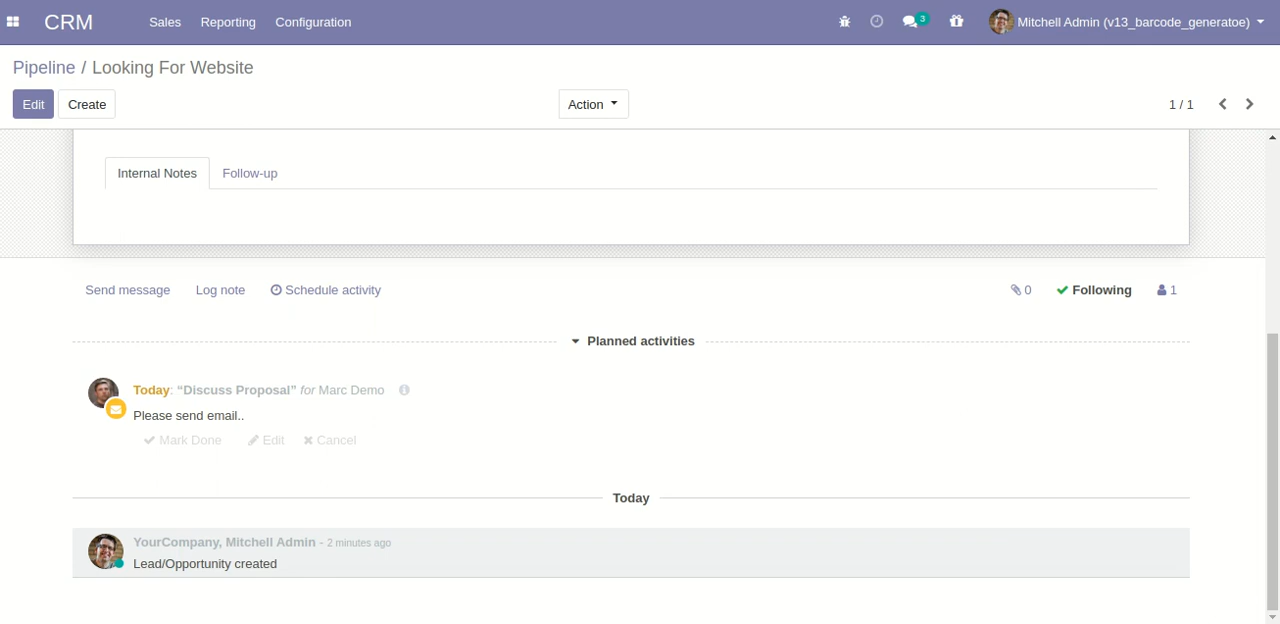 CRM Sales Reporting Configuration 3 Mitchell Admin (v13_barcode_generatoe)
Pipeline / Looking For Website
Edit Create Action 1 / 1
Internal Notes Follow-up
Send message Log note Schedule activity 0 Following 1
Planned activities
Today: “Discuss Proposal” for Marc Demo
Please send email..
Mark Done Edit Cancel
Today
YourCompany, Mitchell Admin - 2 minutes ago
Lead/Opportunity created